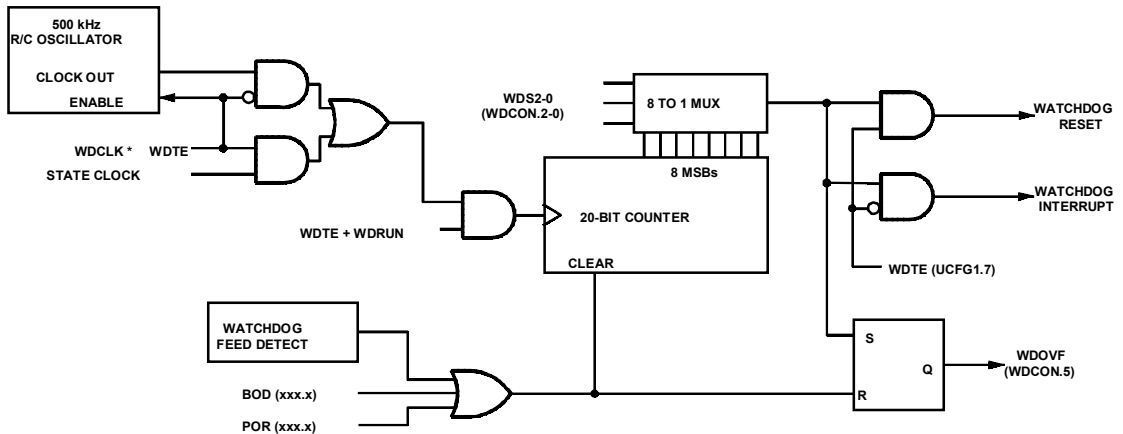 500 kHz
R/C OSCILLATOR
CLOCK OUT
ENABLE
WDCLK * WDTE
STATE CLOCK
WDS2-0
(WDCON.2-0)
8 TO 1 MUX
8 MSBs
20-BIT COUNTER
CLEAR
WDTE + WDRUN
WATCHDOG
RESET
WATCHDOG
INTERRUPT
WDTE (UCFG1.7)
WATCHDOG
FEED DETECT
BOD (xxx.x)
POR (xxx.x)
S
Q
R
WDOVF
(WDCON.5)